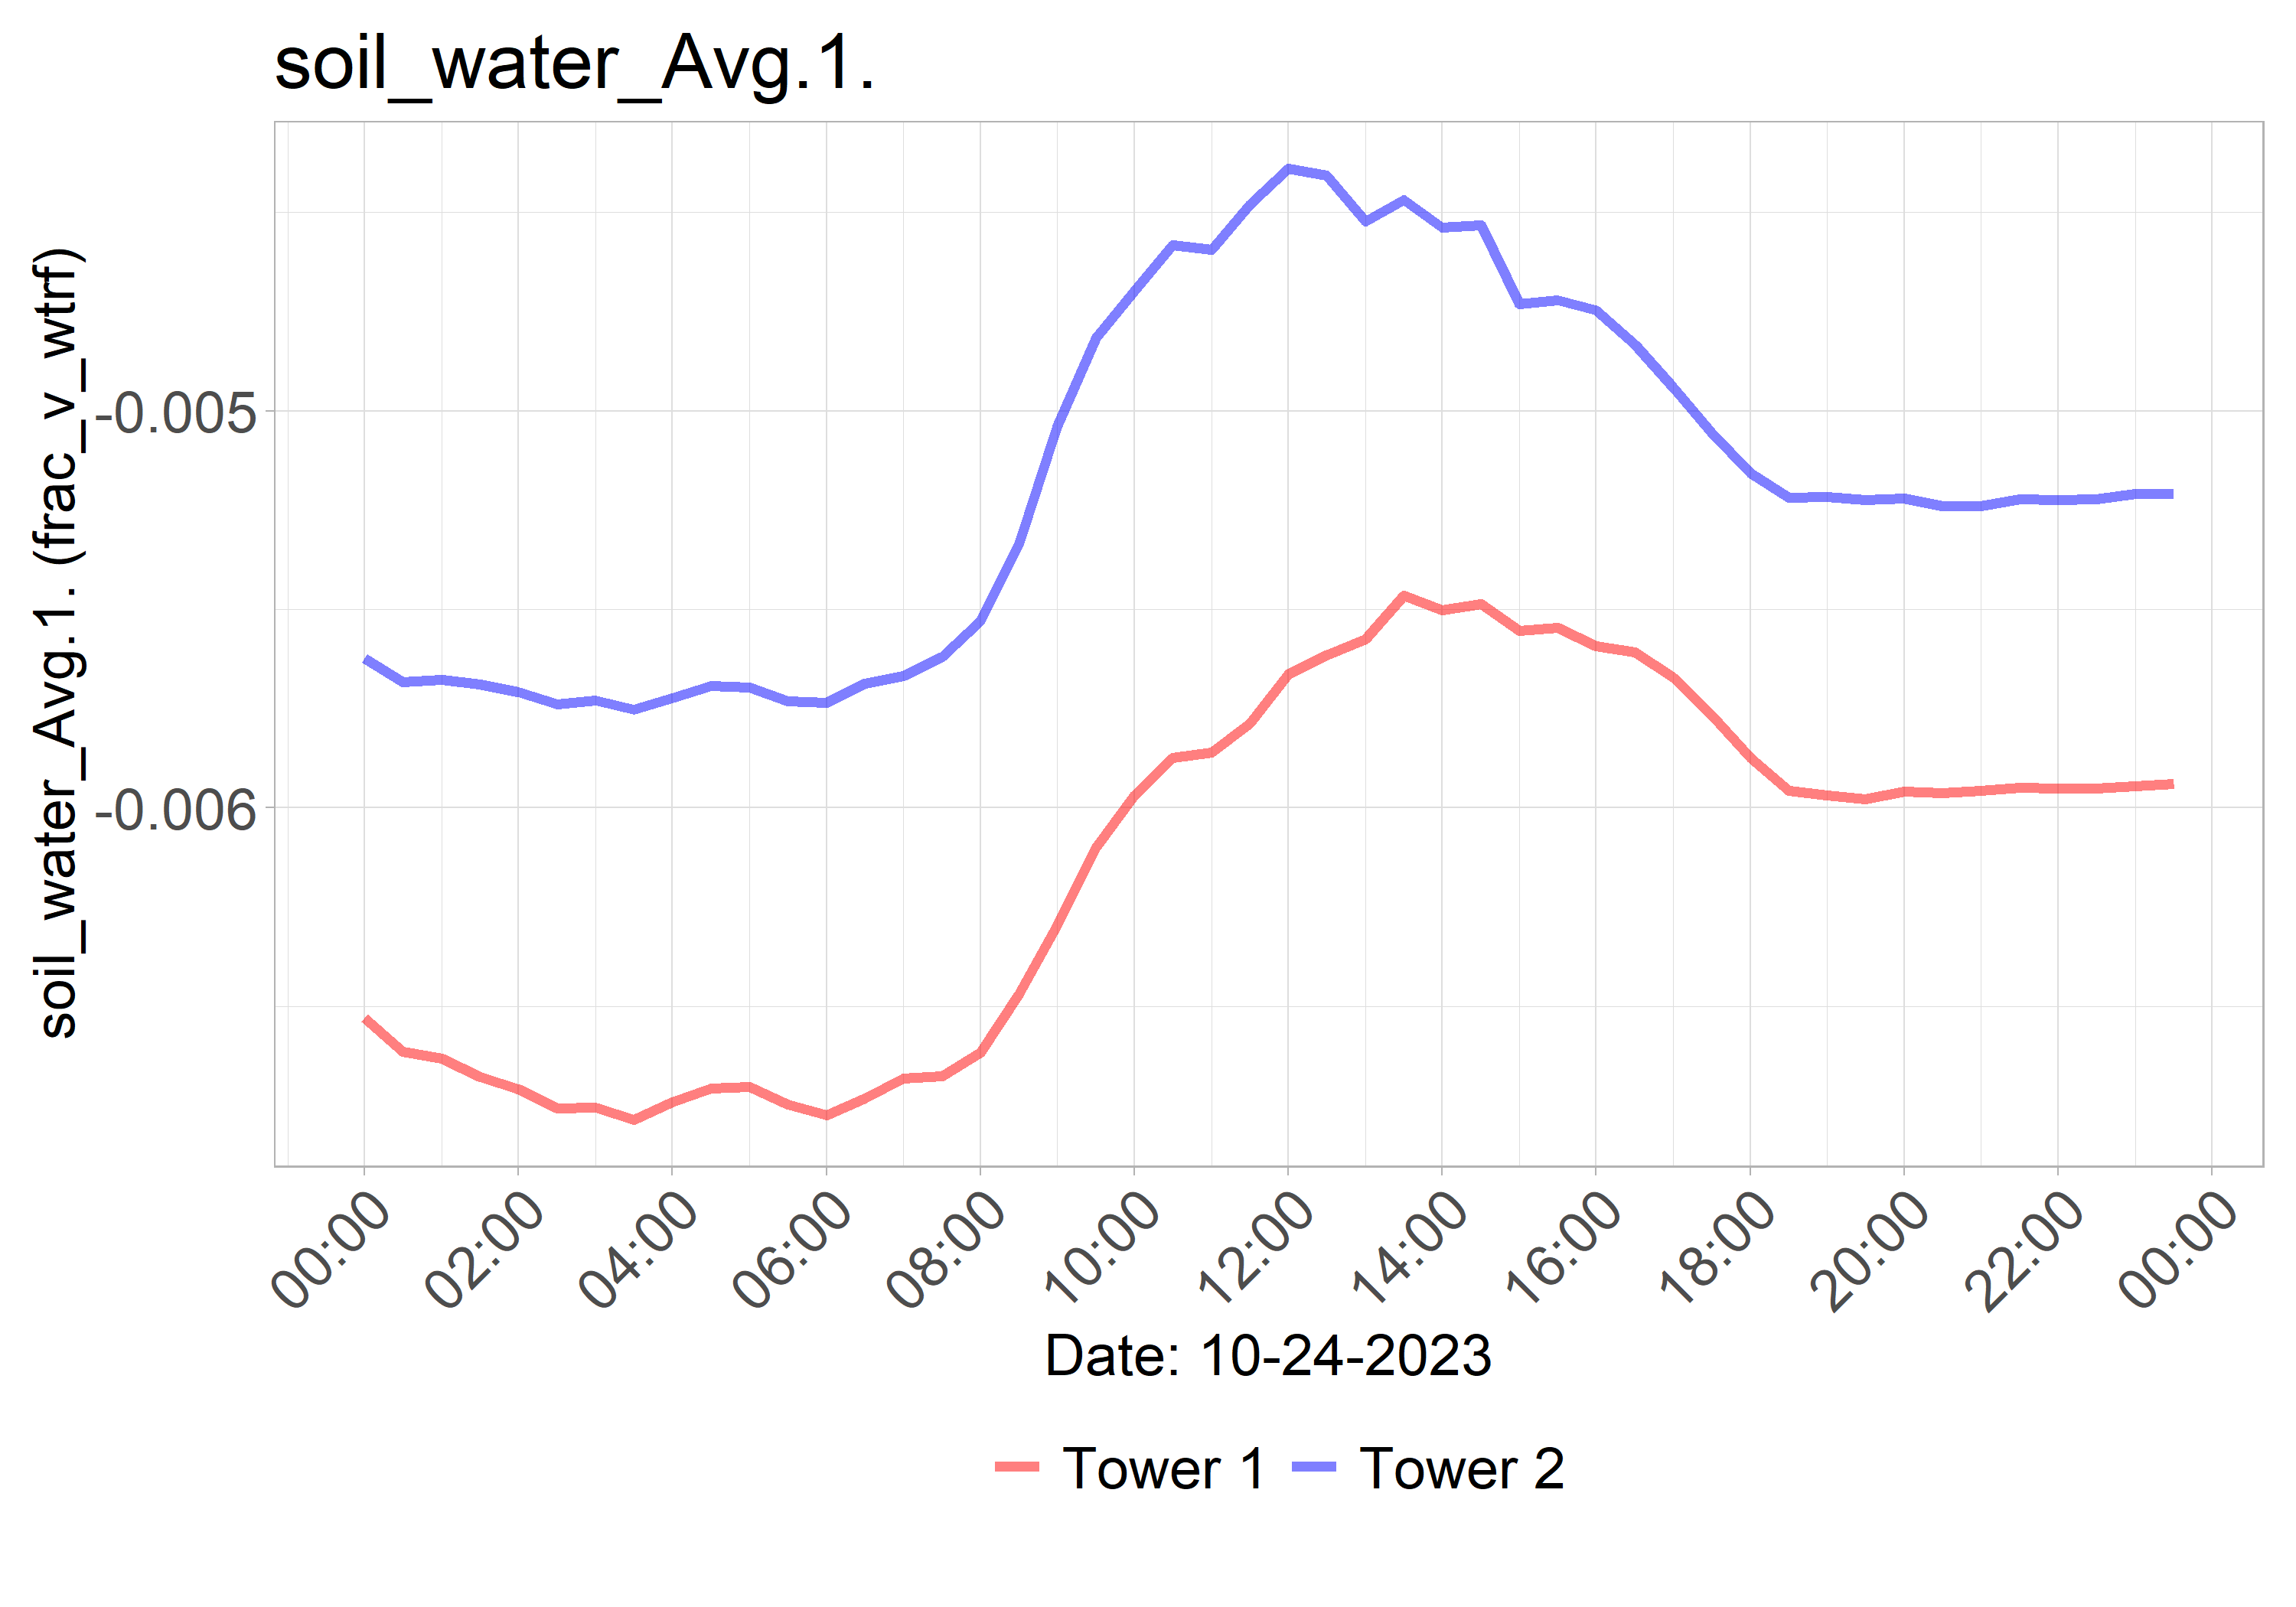 soil_water_Avg.1.
soil_water_Avg.1. (frac_v_wtrf)
-0.005
-0.006
00:00 02:00 04:00 06:00 08:00 10:00 12:00 14:00 16:00 18:00 20:00 22:00 00:00
Date: 10-24-2023
Tower 1 Tower 2